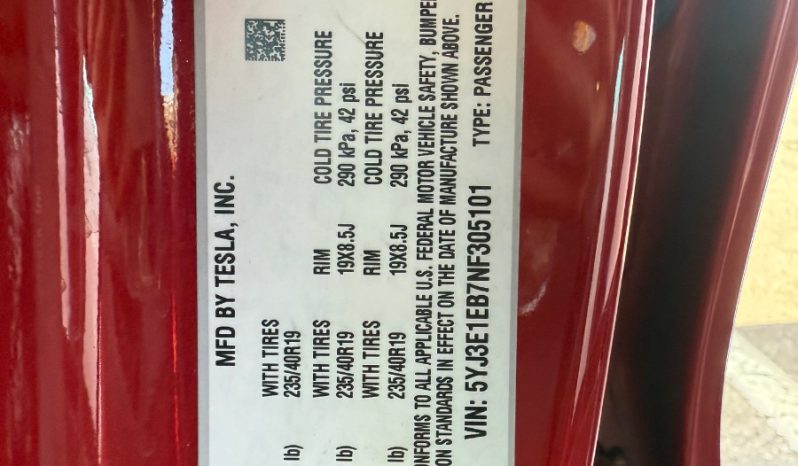 MFD BY TESLA, INC.
WITH TIRES
lb) 235/40R19
WITH TIRES RIM COLD TIRE PRESSURE
lb) 235/40R19 19X8.5J 290 kPa, 42 psi
WITH TIRES RIM COLD TIRE PRESSURE
lb) 235/40R19 19X8.5J 290 kPa, 42 psi
ONFORMS TO ALL APPLICABLE U.S. FEDERAL MOTOR VEHICLE SAFETY, BUMPE
ON STANDARDS IN EFFECT ON THE DATE OF MANUFACTURE SHOWN ABOVE.
VIN: 5YJ3E1EB7NF305101 TYPE: PASSENGER